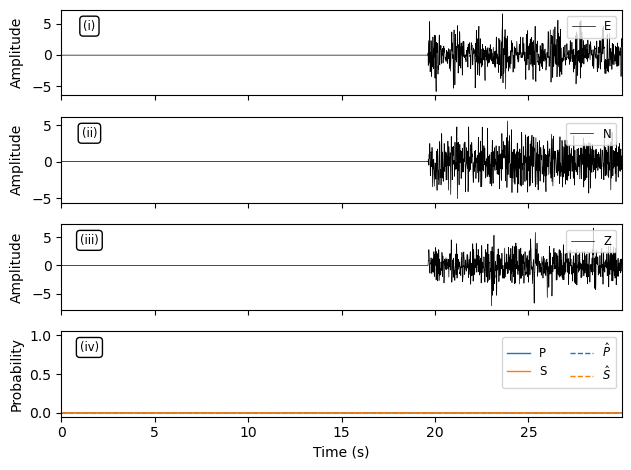 (i)
E
Amplitude
5
0
−5
(ii)
N
Amplitude
5
0
−5
(iii)
Z
Amplitude
5
0
−5
(iv)
P
P̂
S
Ŝ
Probability
1.0
0.5
0.0
0 5 10 15 20 25
Time (s)